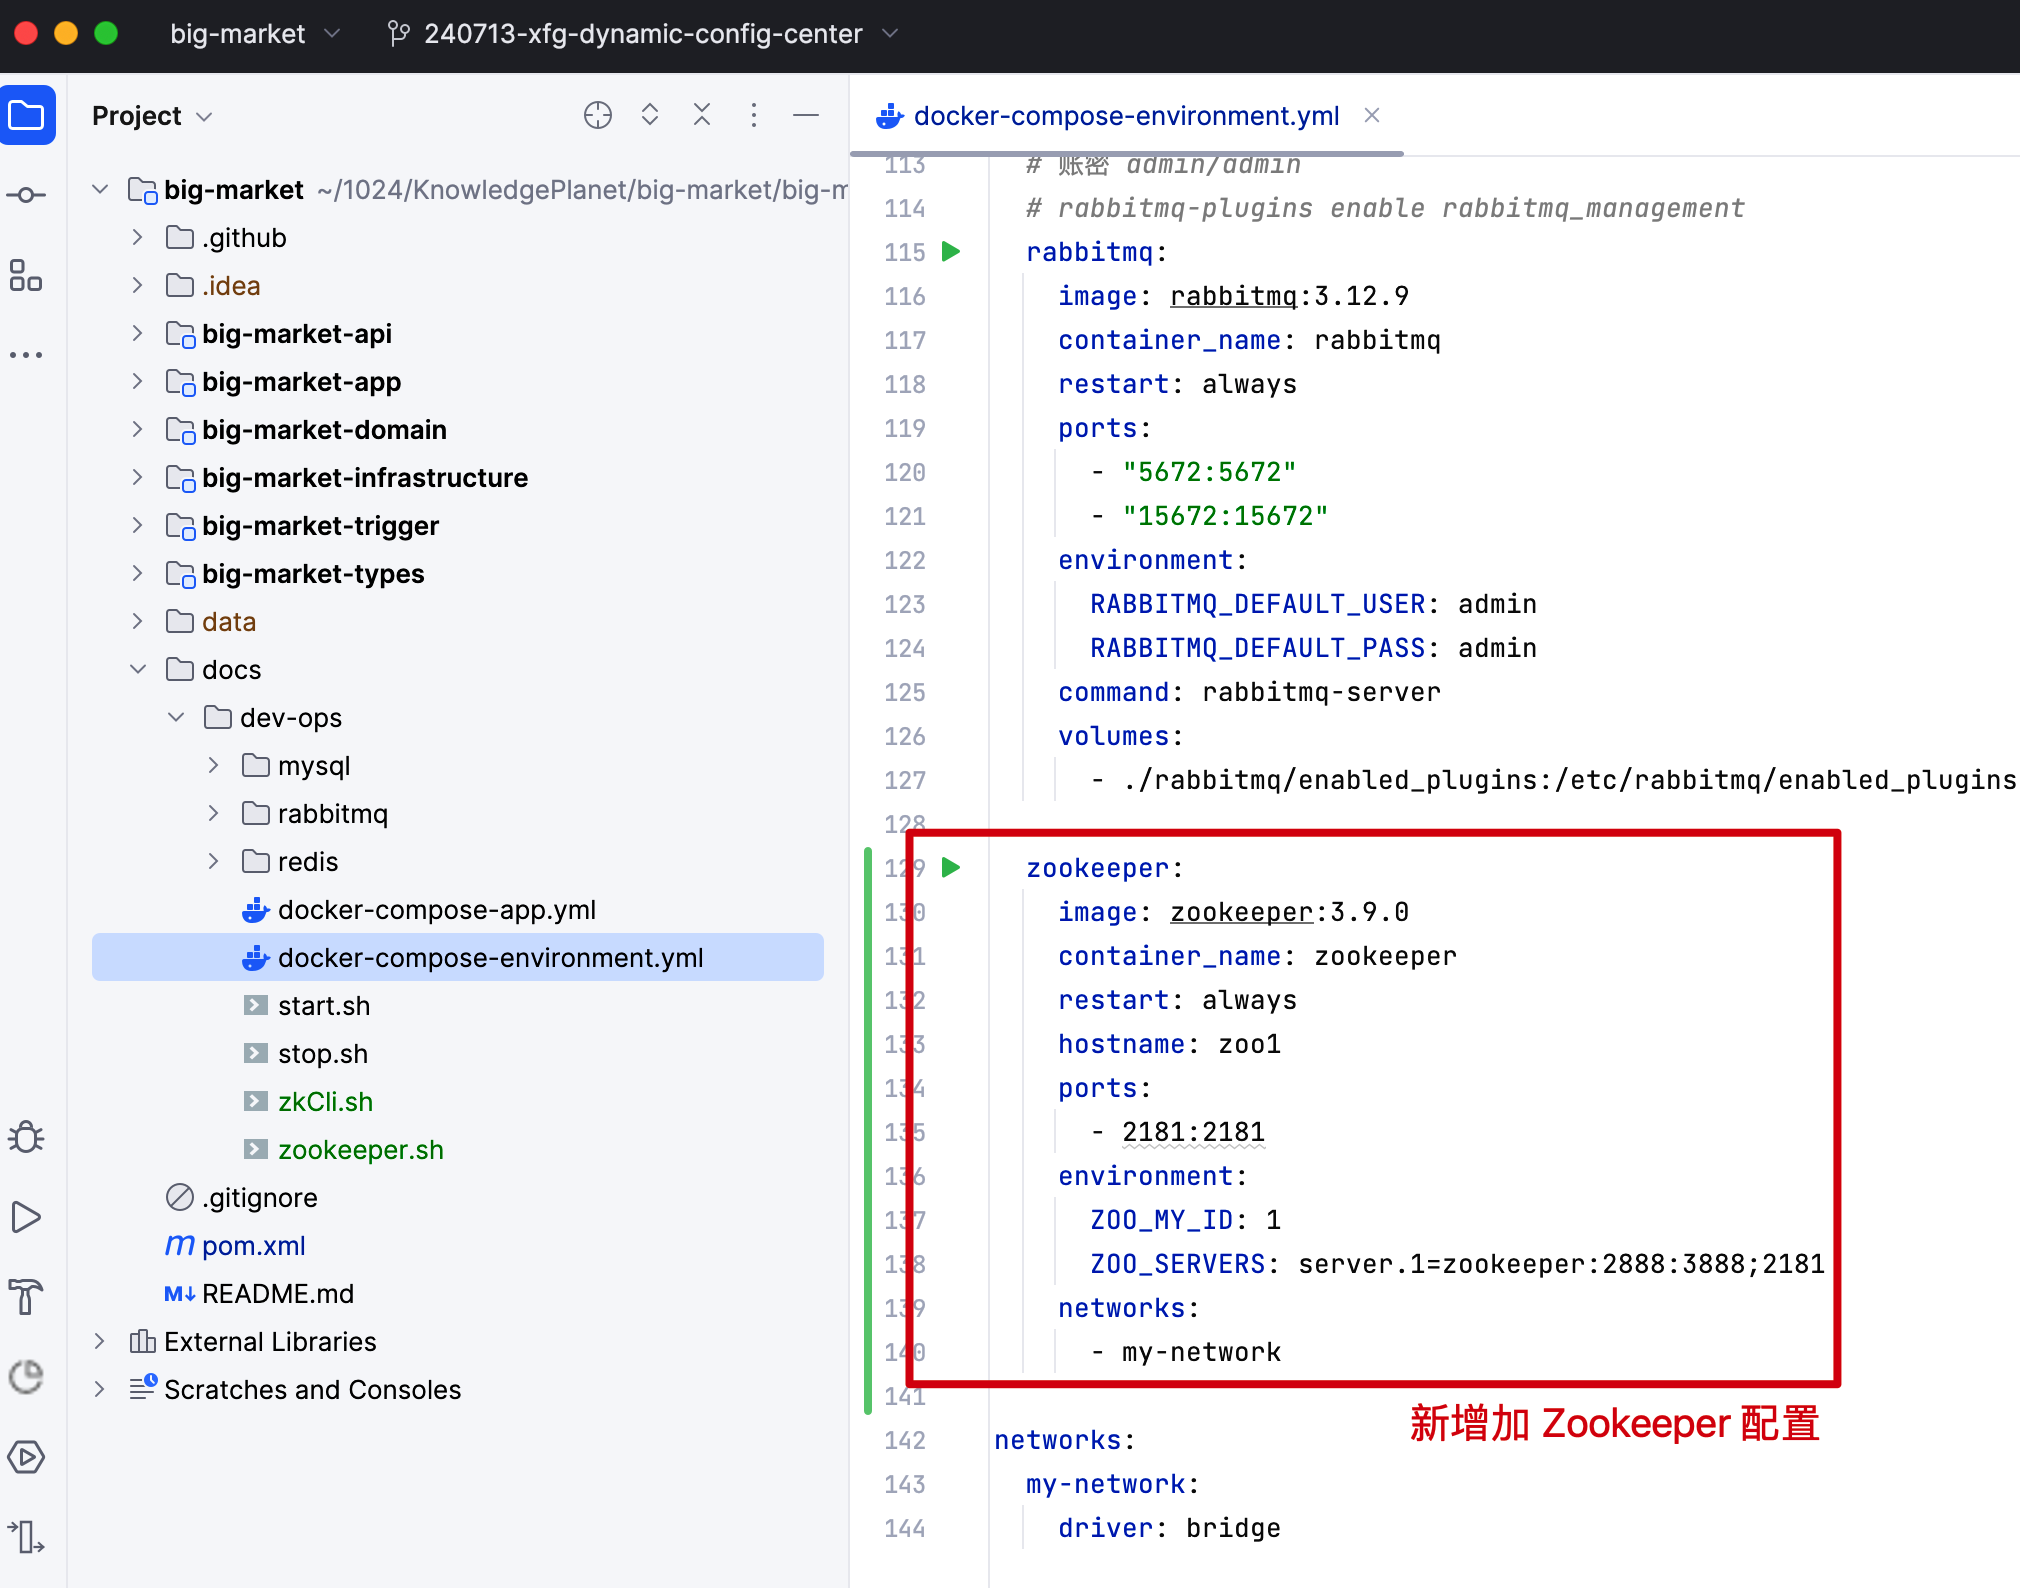 big-market
240713-xfg-dynamic-config-center
Project
big-market ~/1024/KnowledgePlanet/big-market/big-m
.github
.idea
big-market-api
big-market-app
big-market-domain
big-market-infrastructure
big-market-trigger
big-market-types
data
docs
dev-ops
mysql
rabbitmq
redis
docker-compose-app.yml
docker-compose-environment.yml
start.sh
stop.sh
zkCli.sh
zookeeper.sh
.gitignore
pom.xml
README.md
External Libraries
Scratches and Consoles
docker-compose-environment.yml
113 # 账密 admin/admin
114 # rabbitmq-plugins enable rabbitmq_management
115 rabbitmq:
116 image: rabbitmq:3.12.9
117 container_name: rabbitmq
118 restart: always
119 ports:
120 - "5672:5672"
121 - "15672:15672"
122 environment:
123 RABBITMQ_DEFAULT_USER: admin
124 RABBITMQ_DEFAULT_PASS: admin
125 command: rabbitmq-server
126 volumes:
127 - ./rabbitmq/enabled_plugins:/etc/rabbitmq/enabled_plugins
128
129 zookeeper:
130 image: zookeeper:3.9.0
131 container_name: zookeeper
132 restart: always
133 hostname: zoo1
134 ports:
135 - 2181:2181
136 environment:
137 ZOO_MY_ID: 1
138 ZOO_SERVERS: server.1=zookeeper:2888:3888;2181
139 networks:
140 - my-network
141
新增加 Zookeeper 配置
142 networks:
143 my-network:
144 driver: bridge